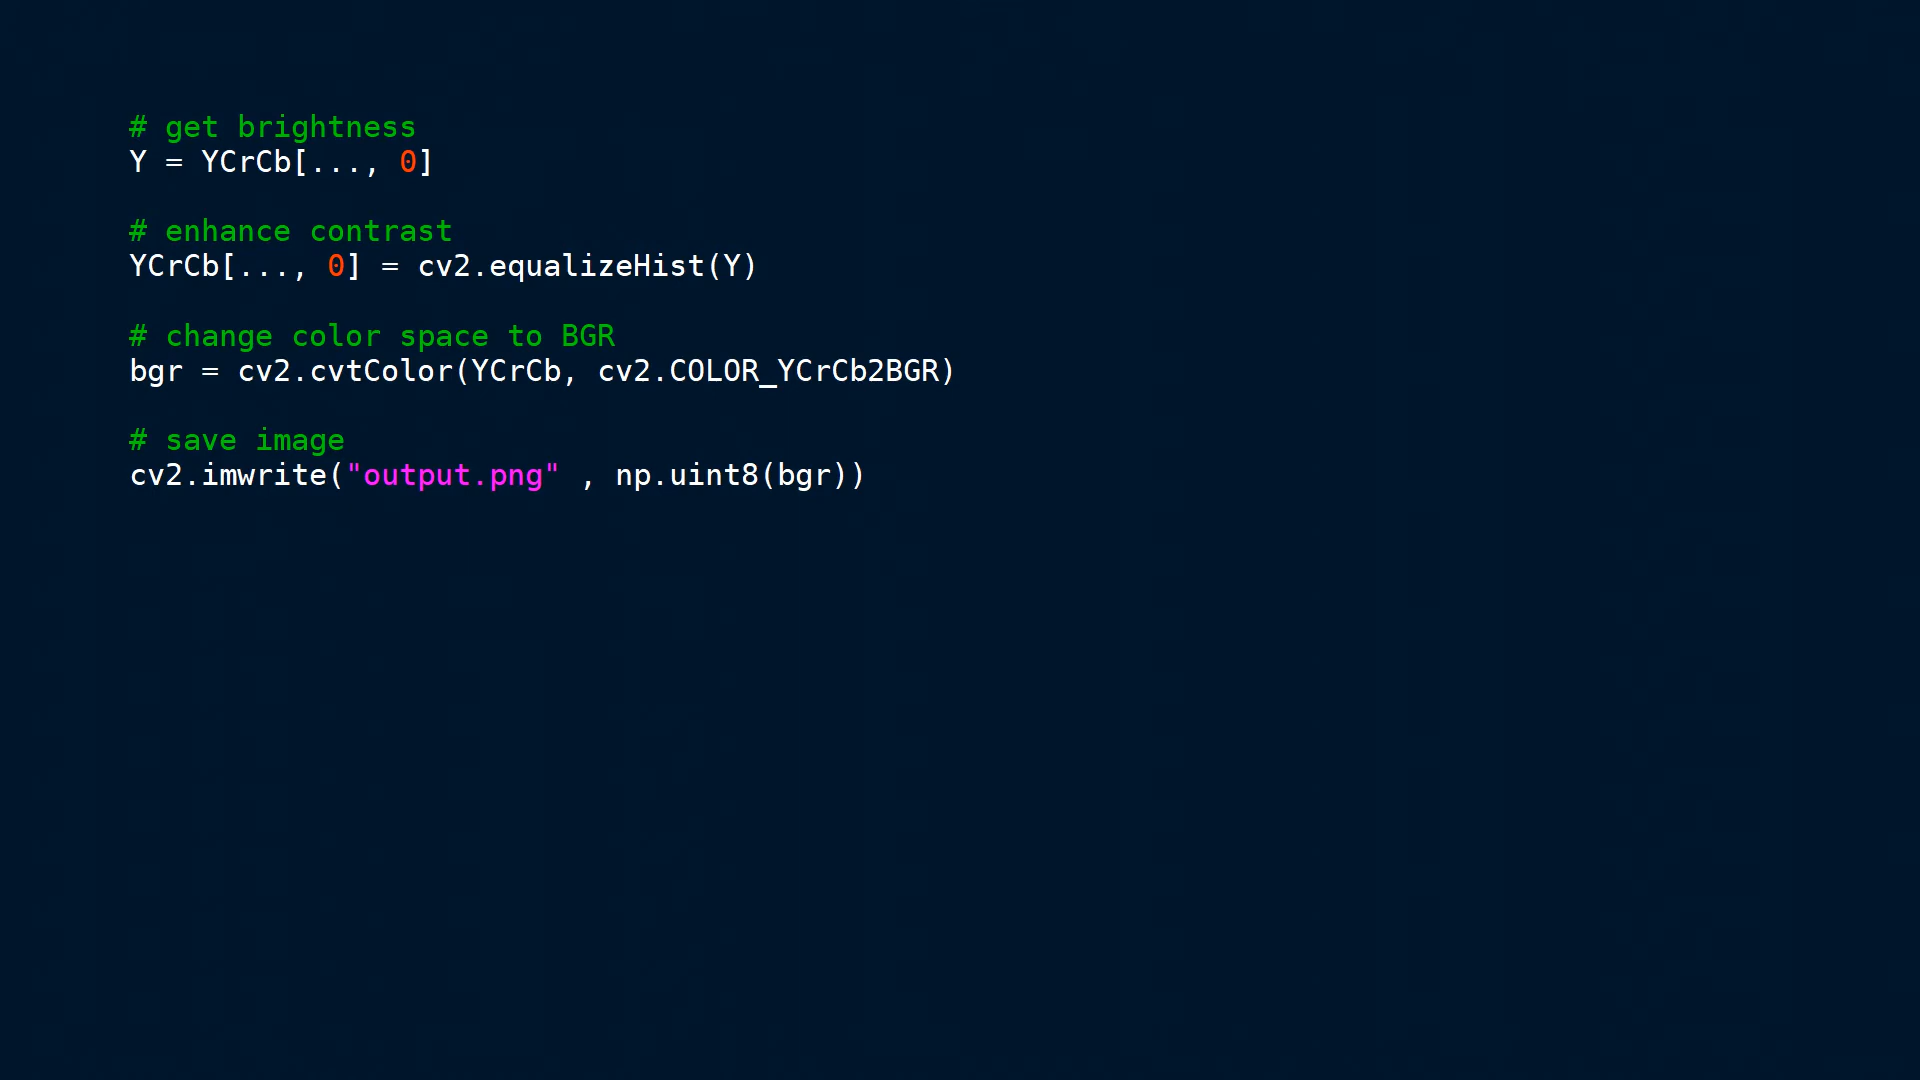 # get brightness
Y = YCrCb[..., 0]
# enhance contrast
YCrCb[..., 0] = cv2.equalizeHist(Y)
# change color space to BGR
bgr = cv2.cvtColor(YCrCb, cv2.COLOR_YCrCb2BGR)
# save image
cv2.imwrite("output.png" , np.uint8(bgr))